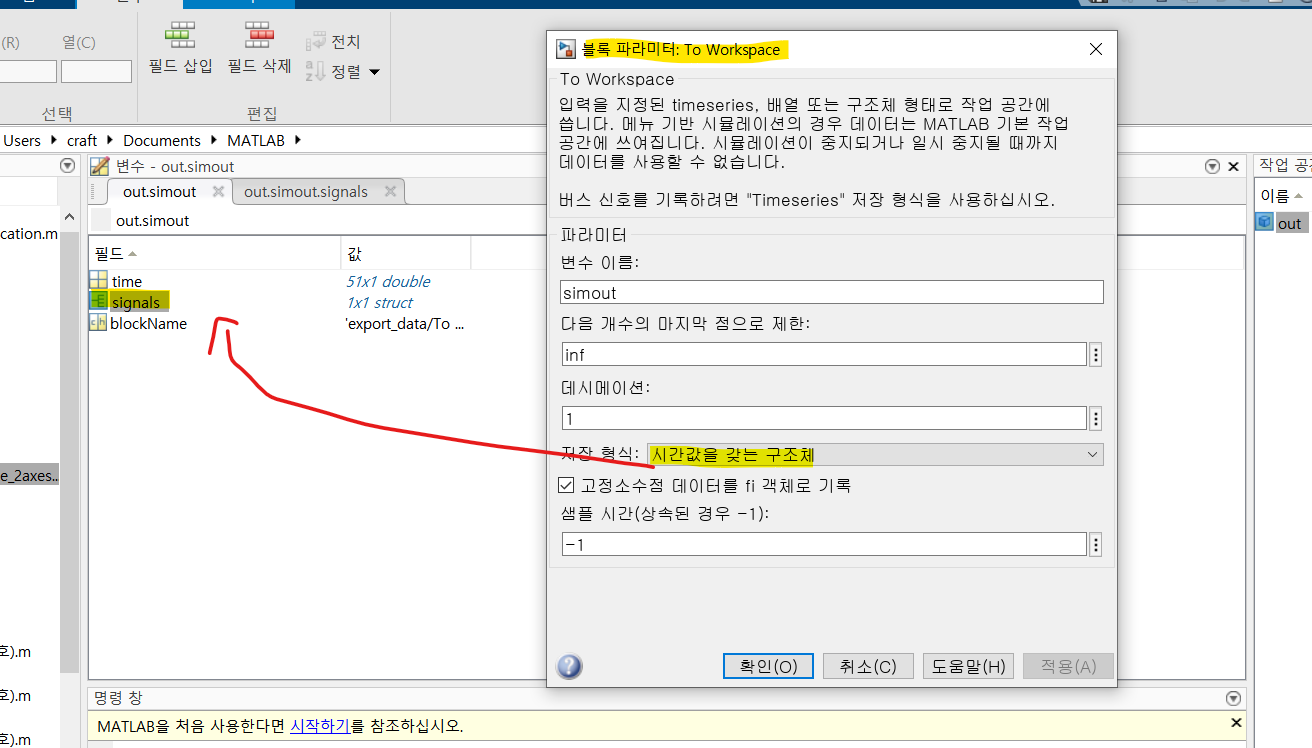 (R)
열(C)
필드 삽입
필드 삭제
전치
정렬
선택
편집
Users
craft
Documents
MATLAB
변수 - out.simout
out.simout
out.simout.signals
out.simout
cation.m
필드
값
time
51x1 double
signals
1x1 struct
blockName
'export_data/To ...
e_2axes..
호).m
호).m
호).m
명령 창
MATLAB을 처음 사용한다면 시작하기를 참조하십시오.
블록 파라미터: To Workspace
To Workspace
입력을 지정된 timeseries, 배열 또는 구조체 형태로 작업 공간에
씁니다. 메뉴 기반 시뮬레이션의 경우 데이터는 MATLAB 기본 작업
공간에 쓰여집니다. 시뮬레이션이 중지되거나 일시 중지될 때까지
데이터를 사용할 수 없습니다.
버스 신호를 기록하려면 "Timeseries" 저장 형식을 사용하십시오.
파라미터
변수 이름:
simout
다음 개수의 마지막 점으로 제한:
inf
데시메이션:
1
저장 형식:
시간값을 갖는 구조체
고정소수점 데이터를 fi 객체로 기록
샘플 시간(상속된 경우 -1):
-1
확인(O)
취소(C)
도움말(H)
적용(A)
작업 공
이름
out